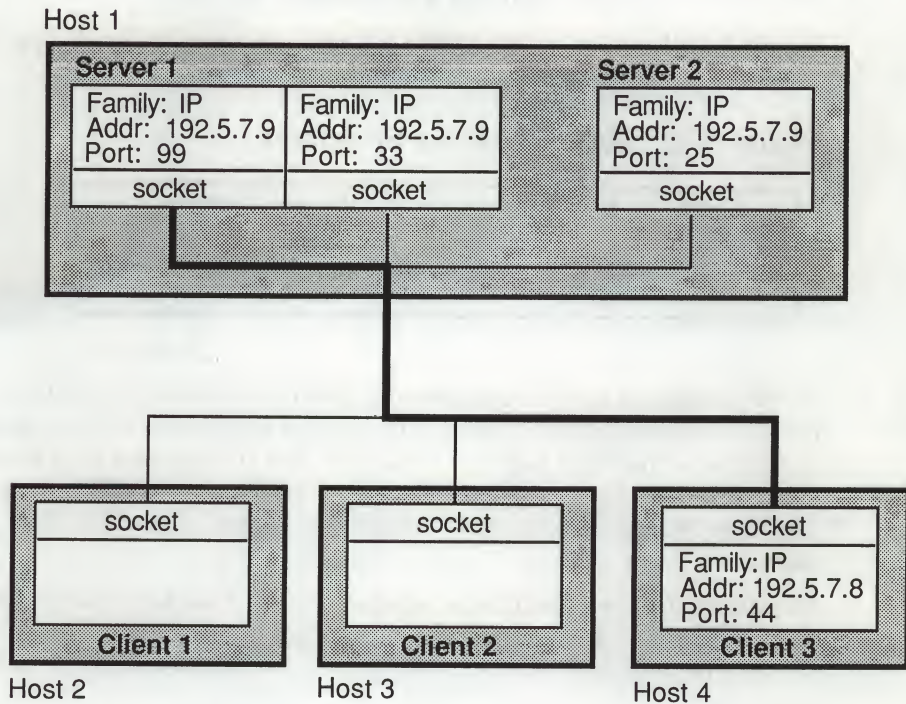 Host 1
Server 1
Family: IP
Addr: 192.5.7.9
Port: 99
socket
Family: IP
Addr: 192.5.7.9
Port: 33
socket
Server 2
Family: IP
Addr: 192.5.7.9
Port: 25
socket
socket
Client 1
Host 2
socket
Client 2
Host 3
socket
Family: IP
Addr: 192.5.7.8
Port: 44
Client 3
Host 4